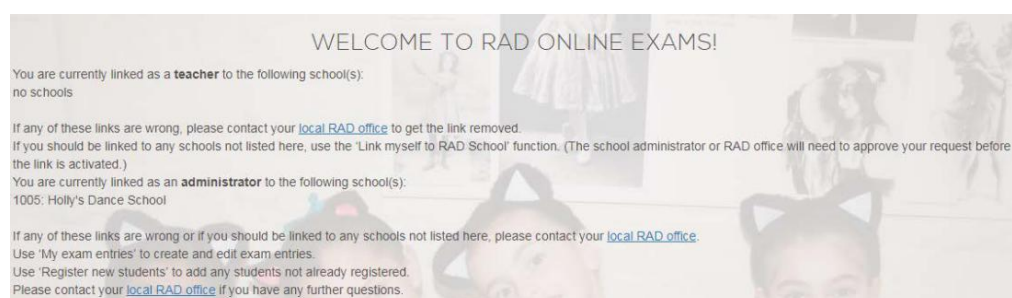 WELCOME TO RAD ONLINE EXAMS!
You are currently linked as a teacher to the following school(s):
no schools
If any of these links are wrong, please contact your local RAD office to get the link removed.
If you should be linked to any schools not listed here, use the 'Link myself to RAD School' function. (The school administrator or RAD office will need to approve your request before
the link is activated.)
You are currently linked as an administrator to the following school(s):
1005: Holly's Dance School
If any of these links are wrong or if you should be linked to any schools not listed here, please contact your local RAD office.
Use 'My exam entries' to create and edit exam entries.
Use 'Register new students' to add any students not already registered.
Please contact your local RAD office if you have any further questions.